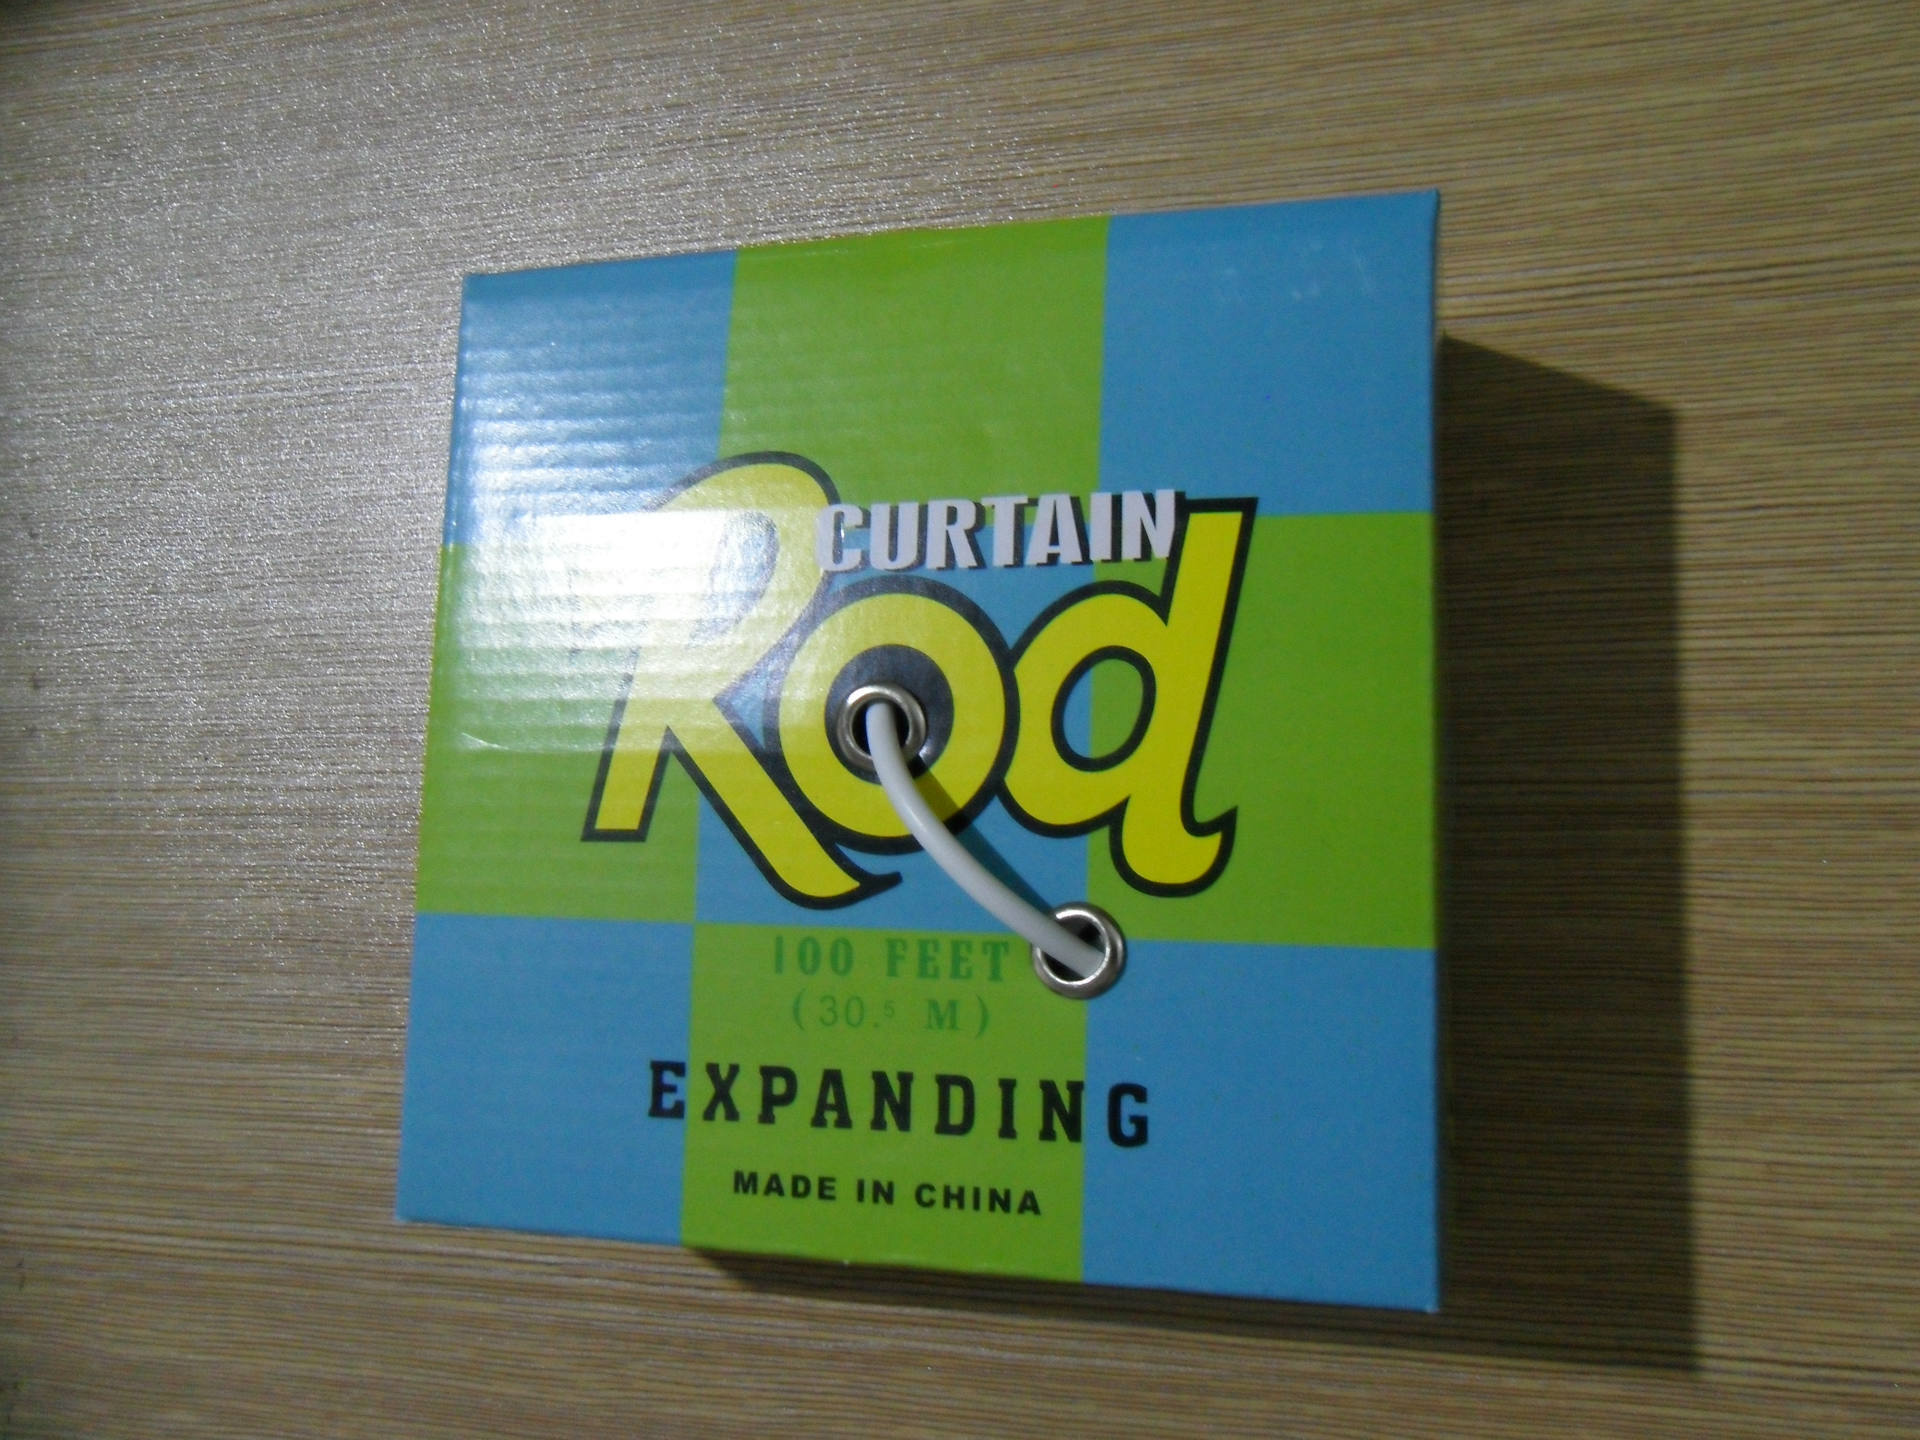 CURTAIN
Rod
100 FEET
(30.5 M)
EXPANDING
MADE IN CHINA